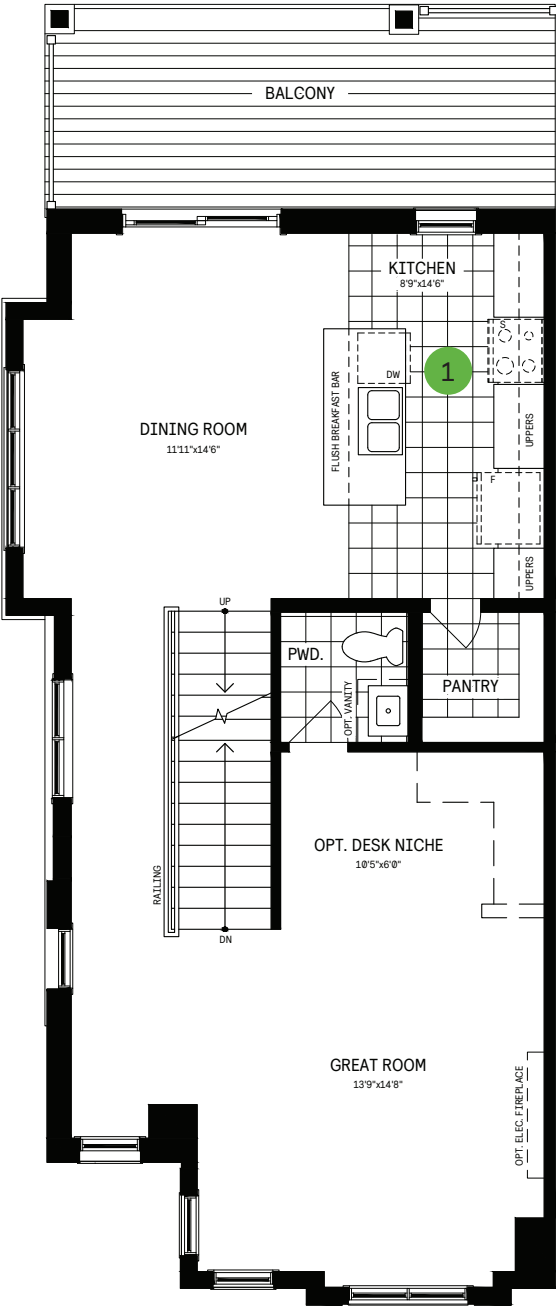 BALCONY
KITCHEN
8'9"x14'6"
S
1
DW
FLUSH BREAKFAST BAR
UPPERS
DINING ROOM
11'11"x14'6"
F
UPPERS
UP
PWD.
OPT. VANITY
PANTRY
OPT. DESK NICHE
10'5"x6'0"
RAILING
DN
GREAT ROOM
13'9"x14'8"
OPT. ELEC. FIREPLACE